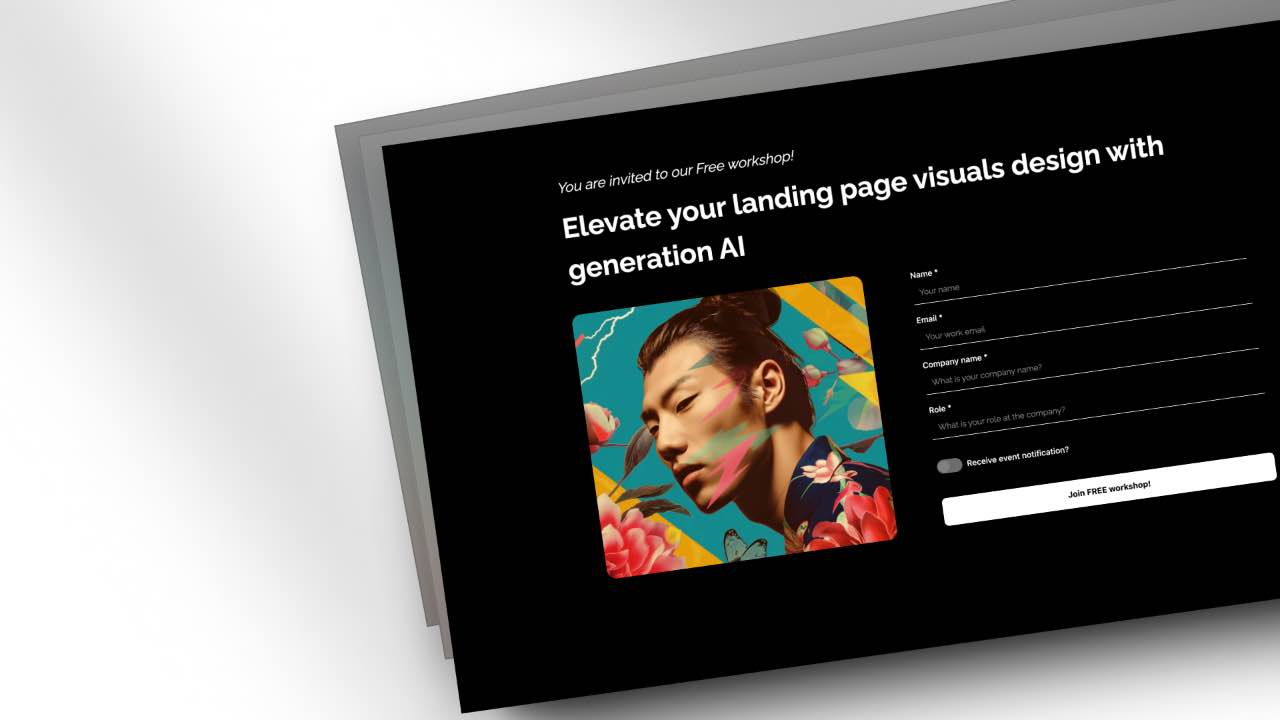 You are invited to our Free workshop!
Elevate your landing page visuals design with
generation AI
Name *
Your name
Email *
Your work email
Company name *
What is your company name?
Role *
What is your role at the company?
Receive event notification?
Join FREE workshop!